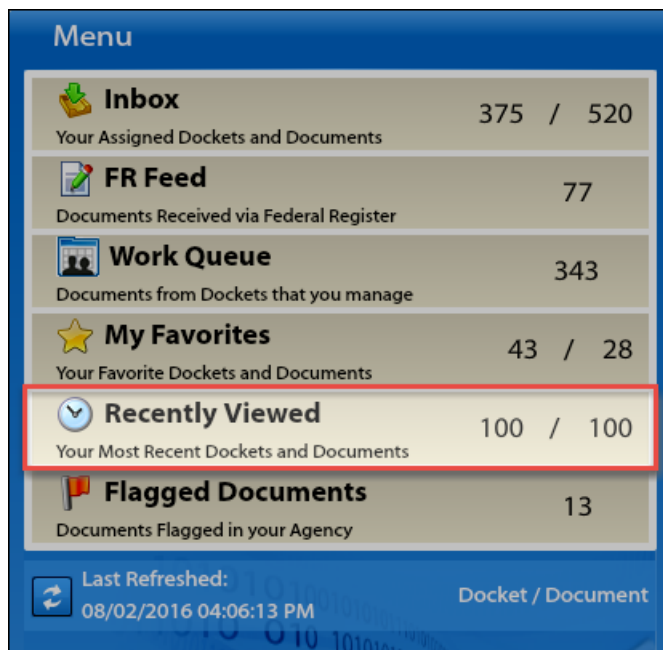 Menu
Inbox
375 / 520
Your Assigned Dockets and Documents
FR Feed
77
Documents Received via Federal Register
Work Queue
343
Documents from Dockets that you manage
My Favorites
43 / 28
Your Favorite Dockets and Documents
Recently Viewed
100 / 100
Your Most Recent Dockets and Documents
Flagged Documents
13
Documents Flagged in your Agency
Last Refreshed:
08/02/2016 04:06:13 PM
Docket / Document